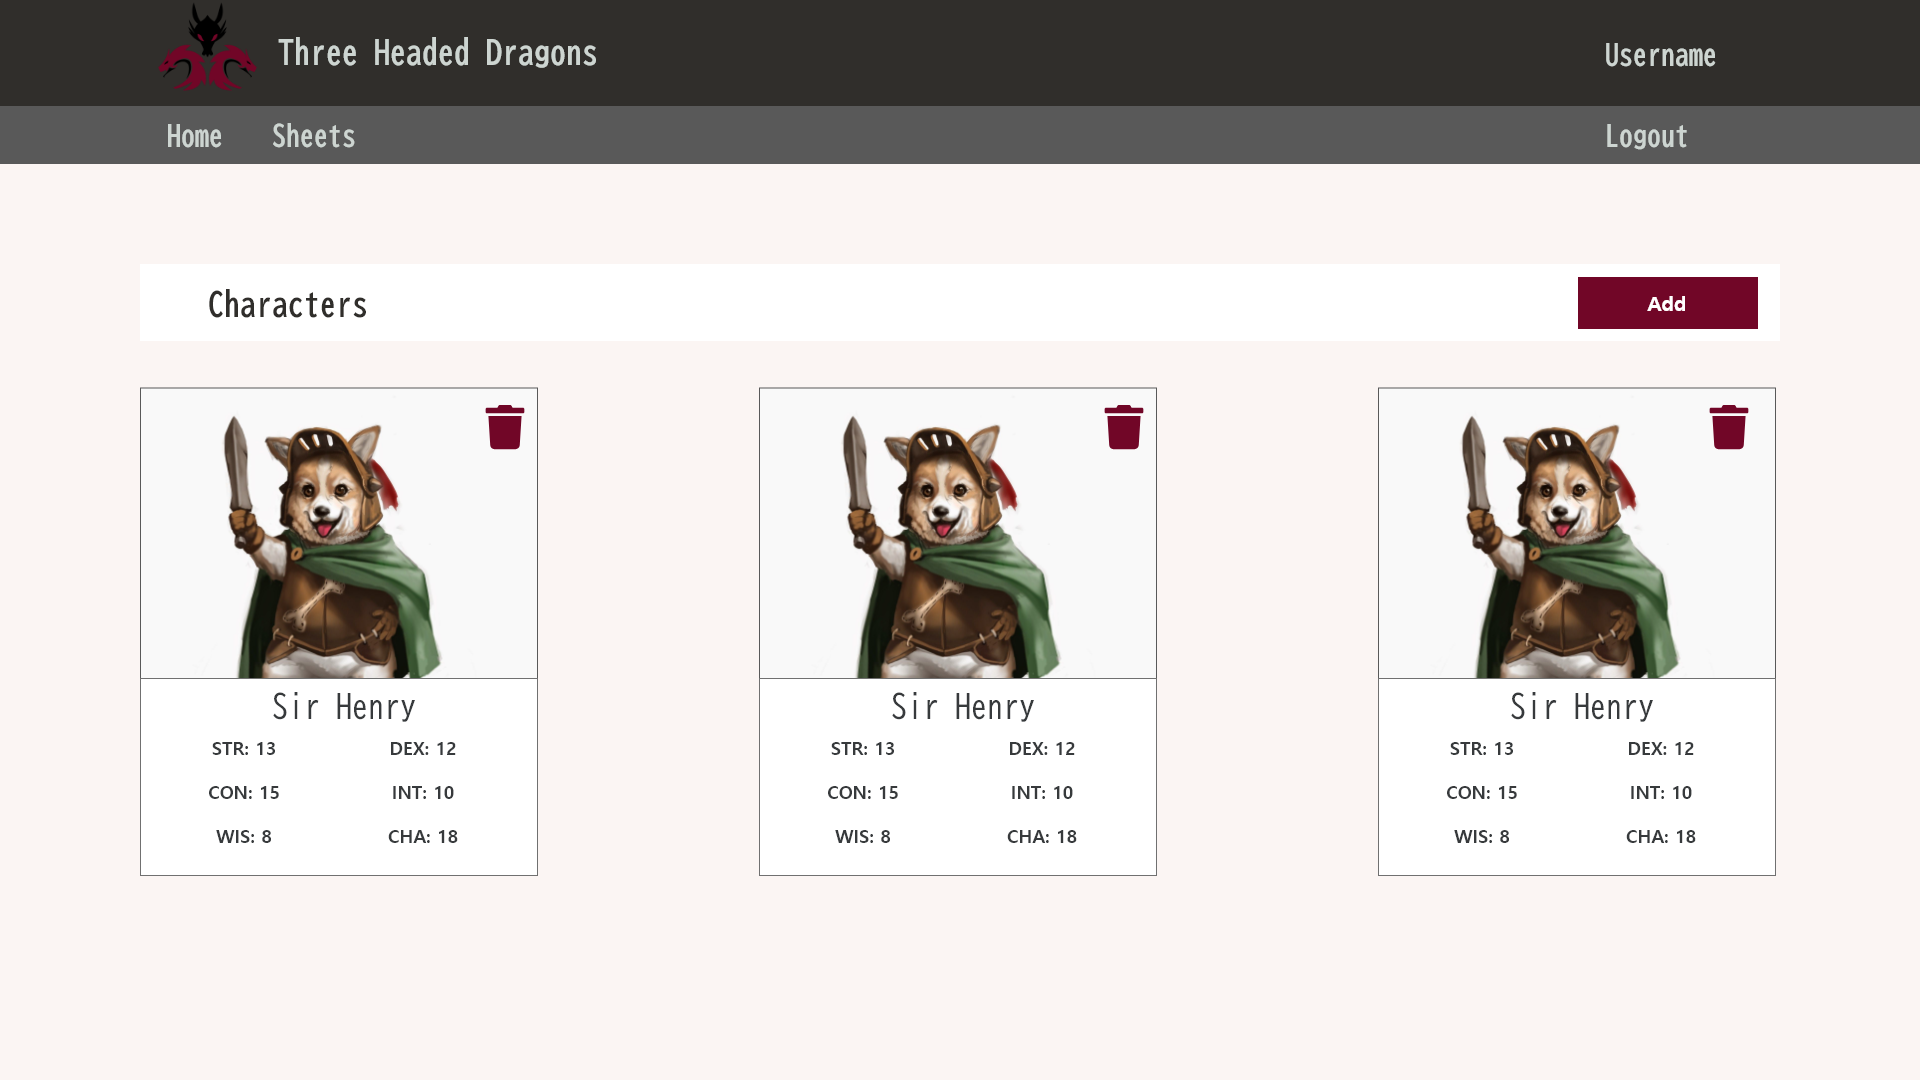 Three Headed Dragons
Username
Home Sheets
Logout
Characters
Add
Sir Henry
STR: 13 DEX: 12
CON: 15 INT: 10
WIS: 8 CHA: 18
Sir Henry
STR: 13 DEX: 12
CON: 15 INT: 10
WIS: 8 CHA: 18
Sir Henry
STR: 13 DEX: 12
CON: 15 INT: 10
WIS: 8 CHA: 18